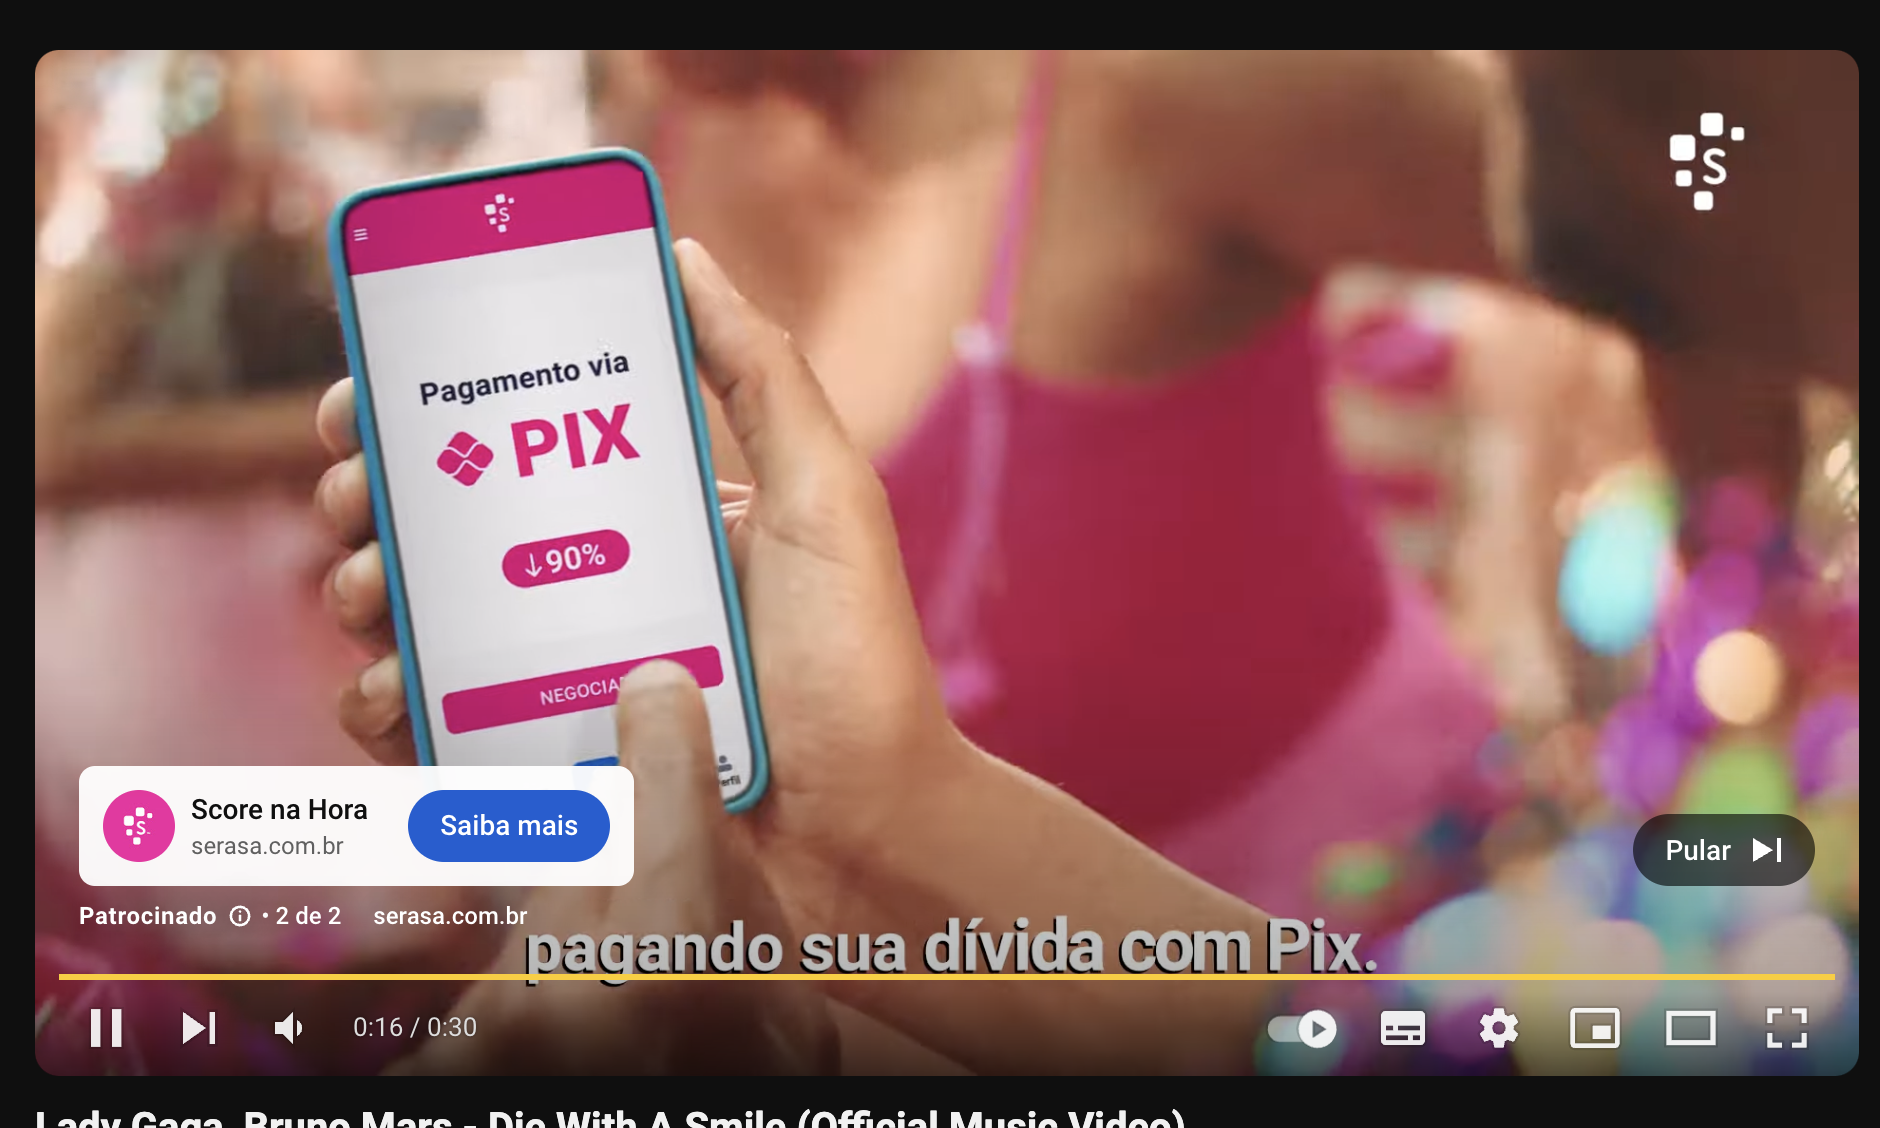 S
S
Pagamento via
PIX
↓90%
NEGOCIA
erfil
S
Score na Hora
serasa.com.br
Saiba mais
Pular
Patrocinado • 2 de 2 serasa.com.br
pagando sua dívida com Pix.
0:16 / 0:30
Lady Gaga, Bruno Mars - Die With A Smile (Official Music Video)